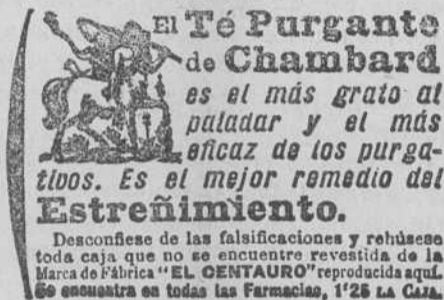 El Té Purgante
de Chambard
es el más grato al
paladar y el más
eficaz de los purga-
tivos. Es el mejor remedio del
Estreñimiento.
Desconfíese de las falsificaciones y rehúsese
toda caja que no se encuentre revestida de la
Marca de Fábrica "EL CENTAURO" reproducida aquí.
Se encuentra en todas las Farmacias, 1'25 LA CAJA.